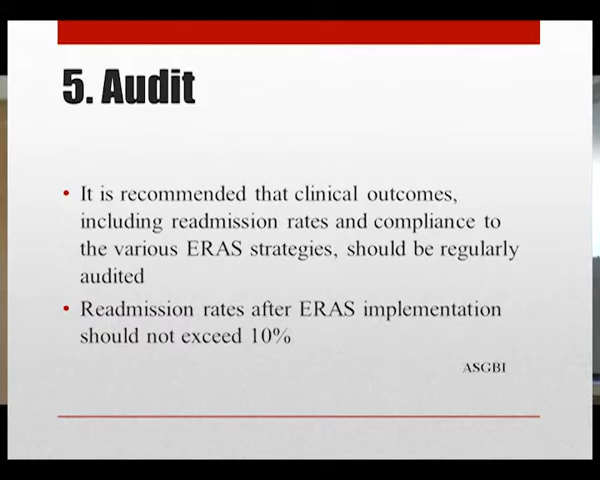 5. Audit
• It is recommended that clinical outcomes,
including readmission rates and compliance to
the various ERAS strategies, should be regularly
audited
• Readmission rates after ERAS implementation
should not exceed 10%
ASGBI